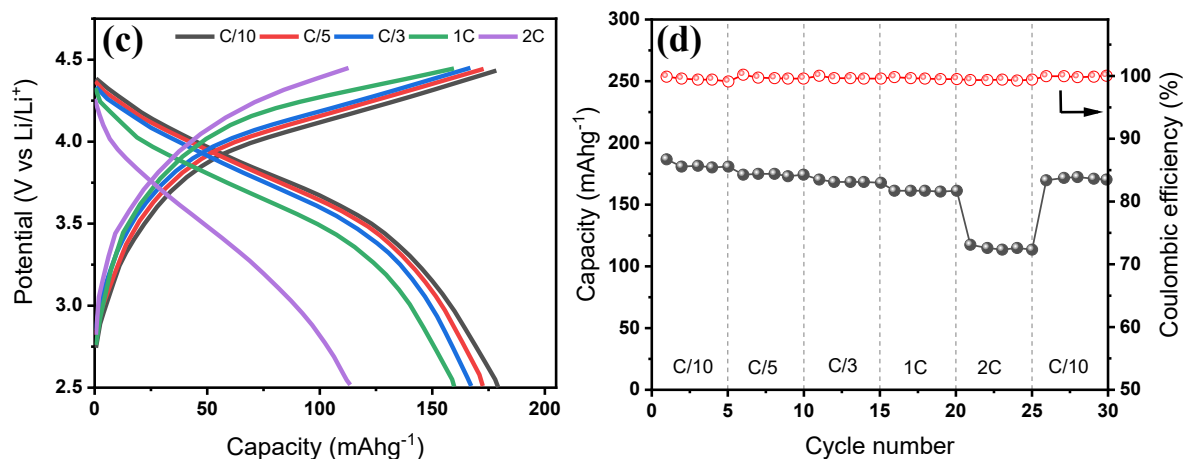 (c)
C/10 C/5 C/3 1C 2C
4.5
4.0
3.5
3.0
2.5
Potential (V vs Li/Li⁺)
0 50 100 150 200
Capacity (mAhg⁻¹)
(d)
300
250
200
150
100
50
0
Capacity (mAhg⁻¹)
100
90
80
70
60
50
Coulombic efficiency (%)
C/10 C/5 C/3 1C 2C C/10
0 5 10 15 20 25 30
Cycle number